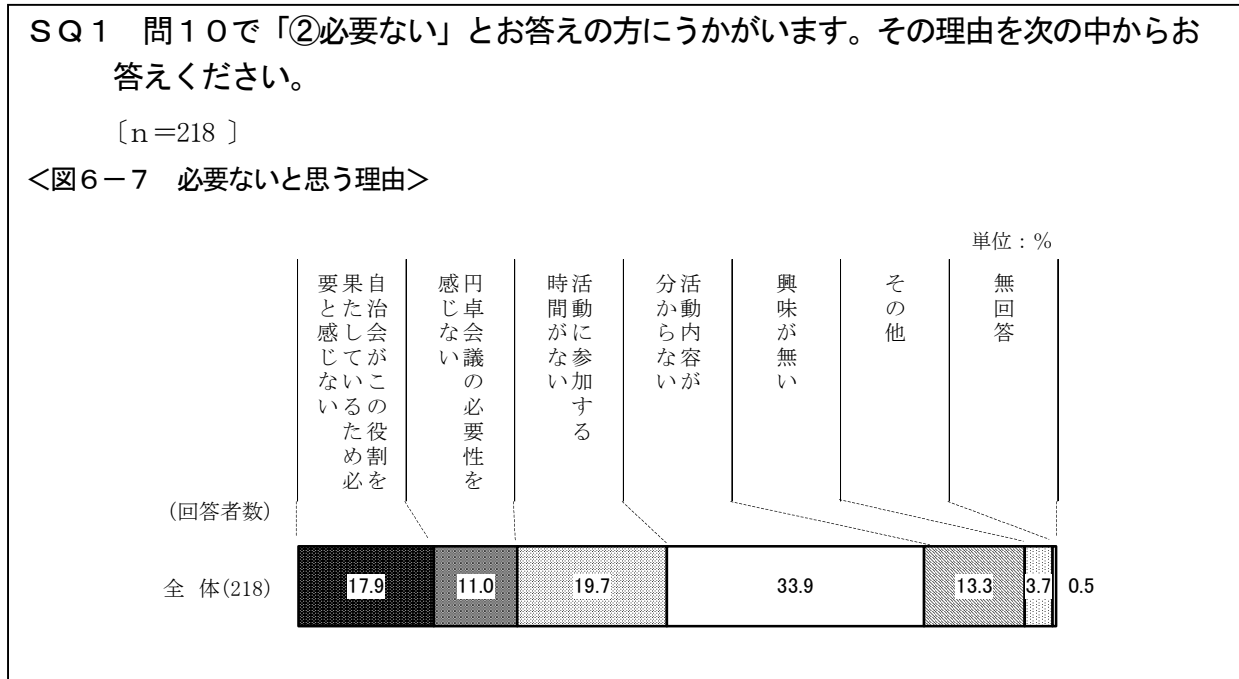 ＳＱ１　問１０で「②必要ない」とお答えの方にうかがいます。その理由を次の中からお
答えください。
〔ｎ＝218 〕
＜図６－７　必要ないと思う理由＞
単位：％
自治会がこの役割を
果たしているため必
要と感じない
円卓会議の必要性を
感じない
活動に参加する
時間がない
活動内容が
分からない
興味が無い
その他
無回答
(回答者数)
全 体(218)
17.9
11.0
19.7
33.9
13.3
3.7
0.5